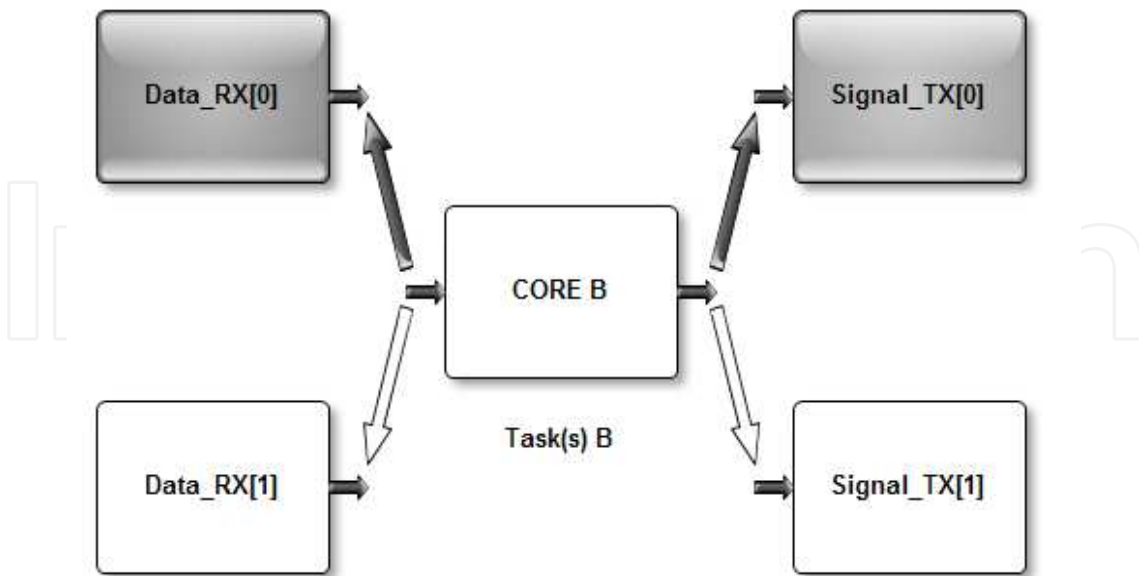 Data_RX[0]
Signal_TX[0]
CORE B
Task(s) B
Data_RX[1]
Signal_TX[1]